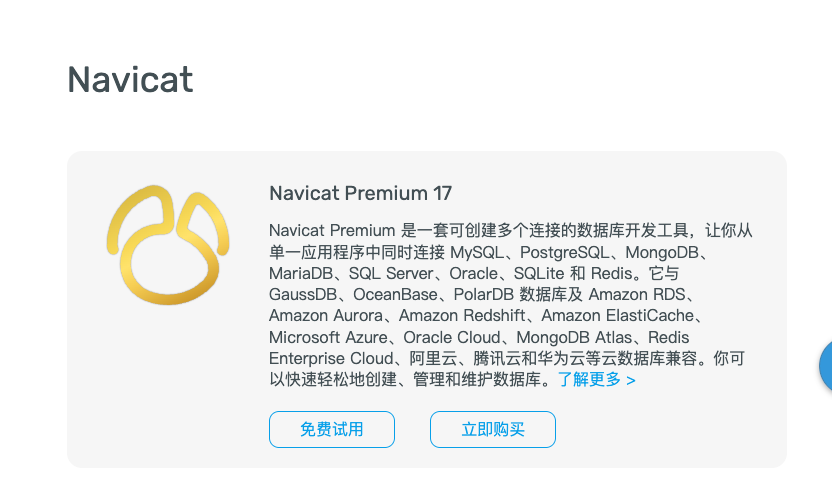 Navicat
Navicat Premium 17
Navicat Premium 是一套可创建多个连接的数据库开发工具，让你从
单一应用程序中同时连接 MySQL、PostgreSQL、MongoDB、
MariaDB、SQL Server、Oracle、SQLite 和 Redis。它与
GaussDB、OceanBase、PolarDB 数据库及 Amazon RDS、
Amazon Aurora、Amazon Redshift、Amazon ElastiCache、
Microsoft Azure、Oracle Cloud、MongoDB Atlas、Redis
Enterprise Cloud、阿里云、腾讯云和华为云等云数据库兼容。你可
以快速轻松地创建、管理和维护数据库。了解更多 >
免费试用
立即购买